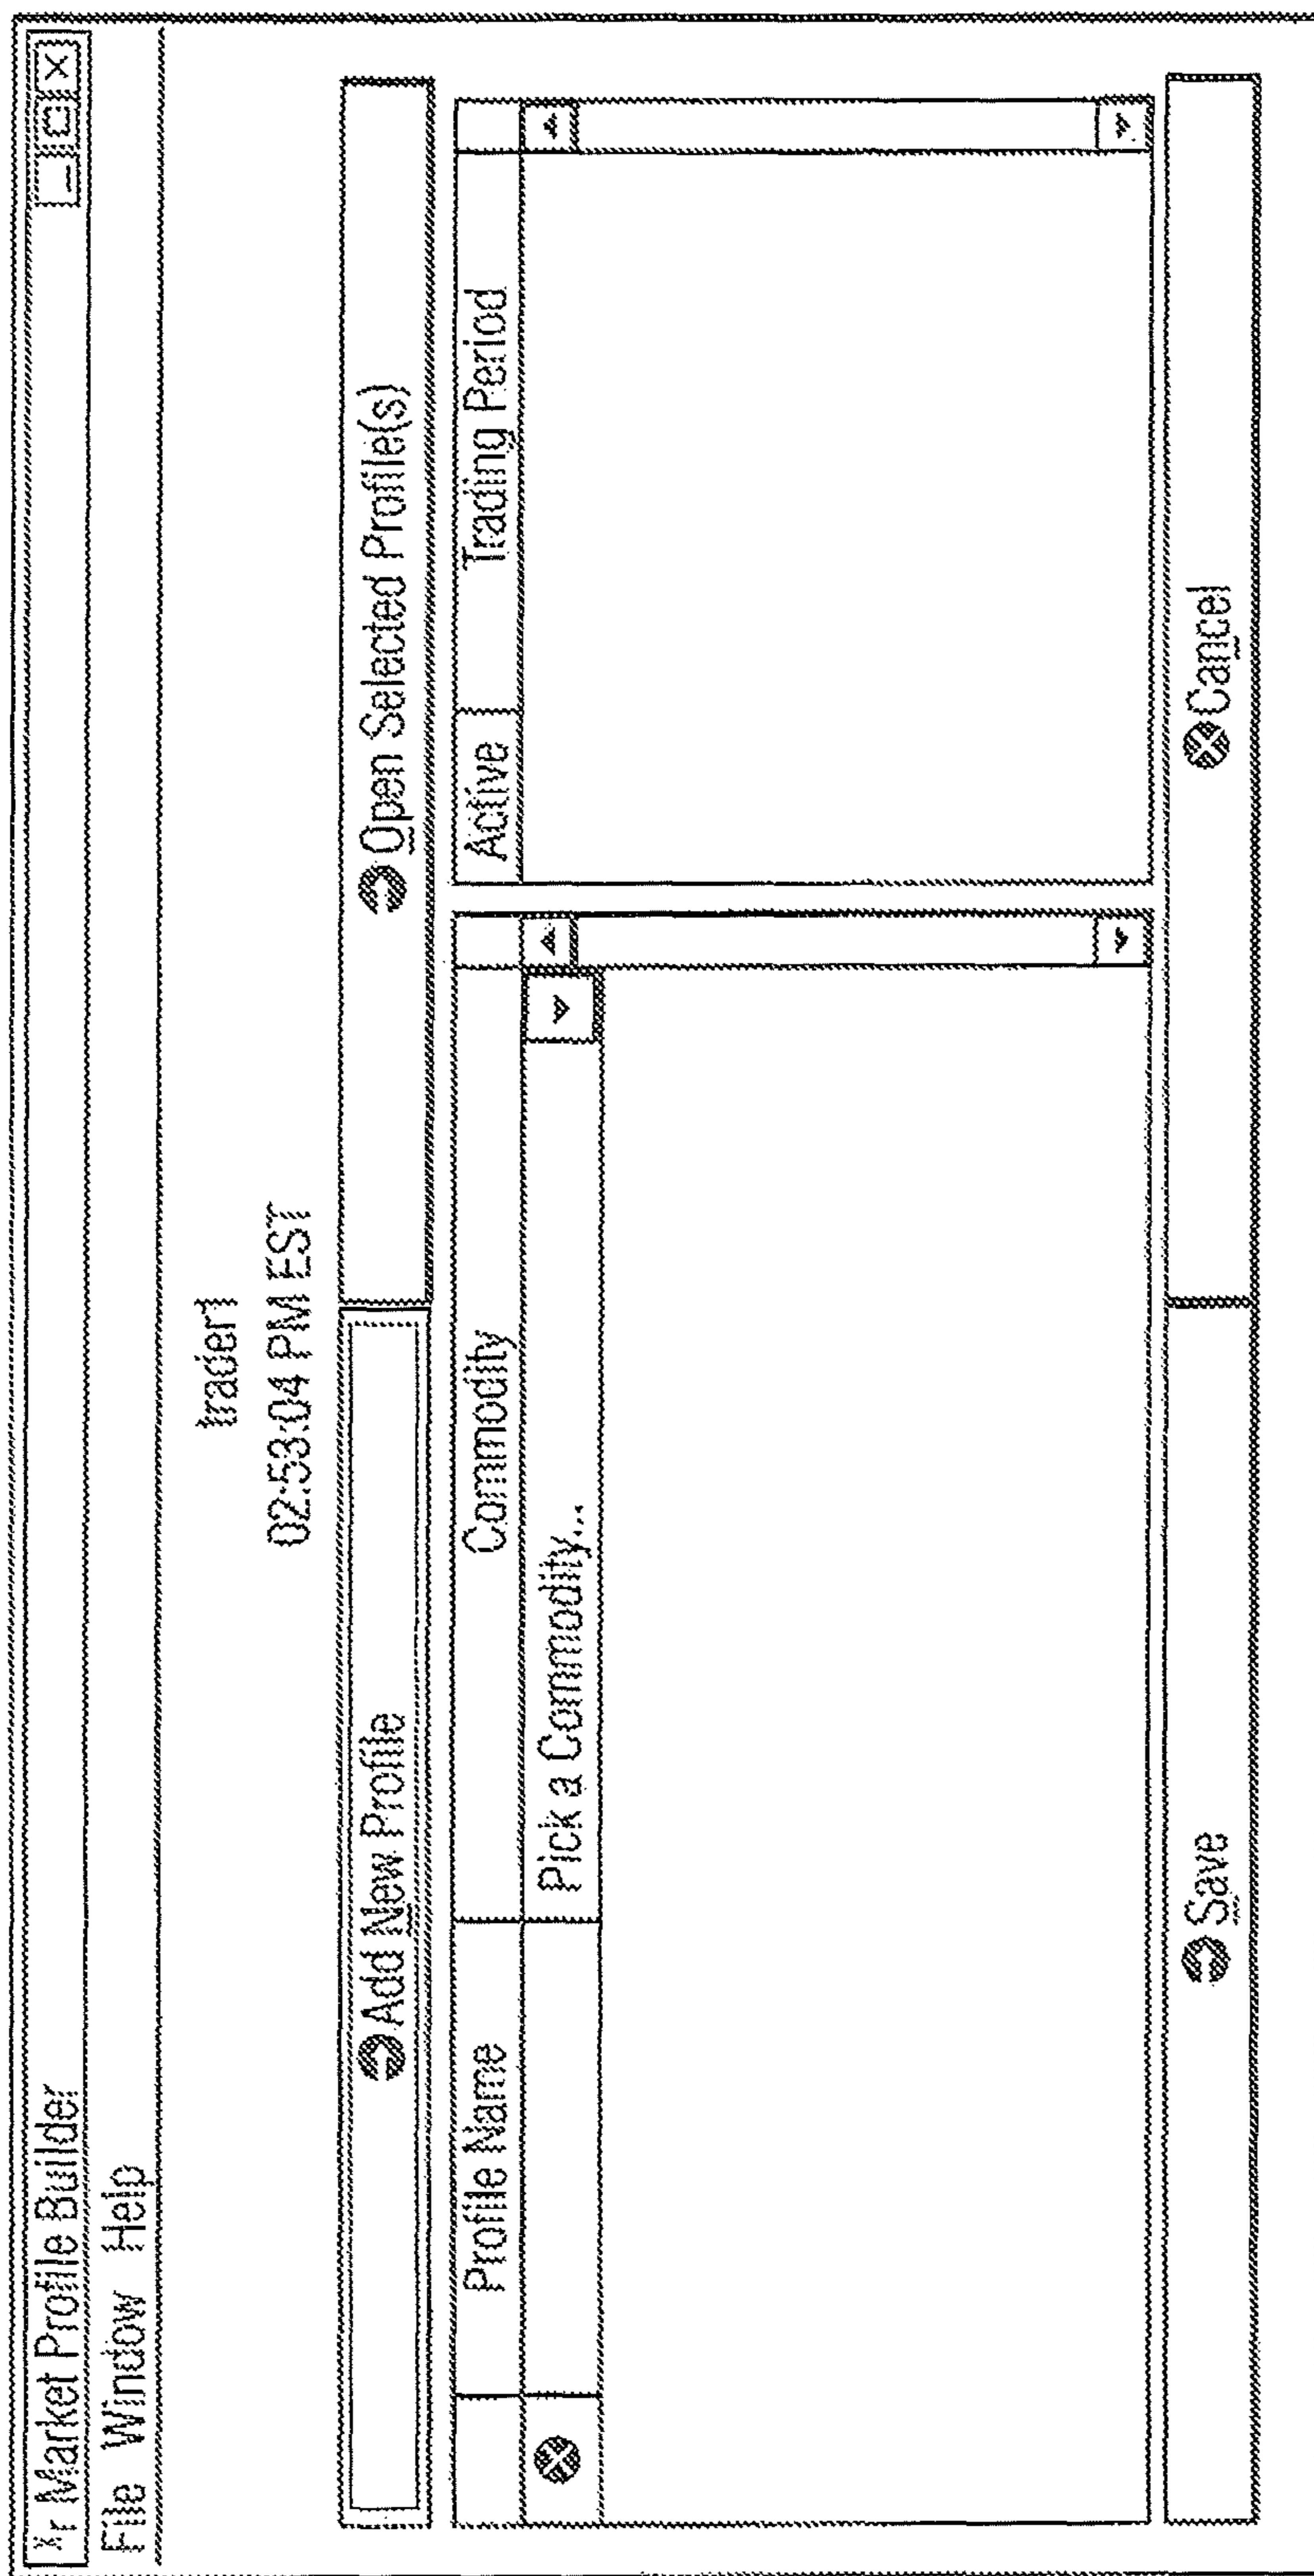 Market Profile Builder
File Window Help
trader1
02:53:04 PM EST
Add New Profile Open Selected Profile(s)
Profile Name Commodity Active Trading Period
Pick a Commodity...
Save Cancel